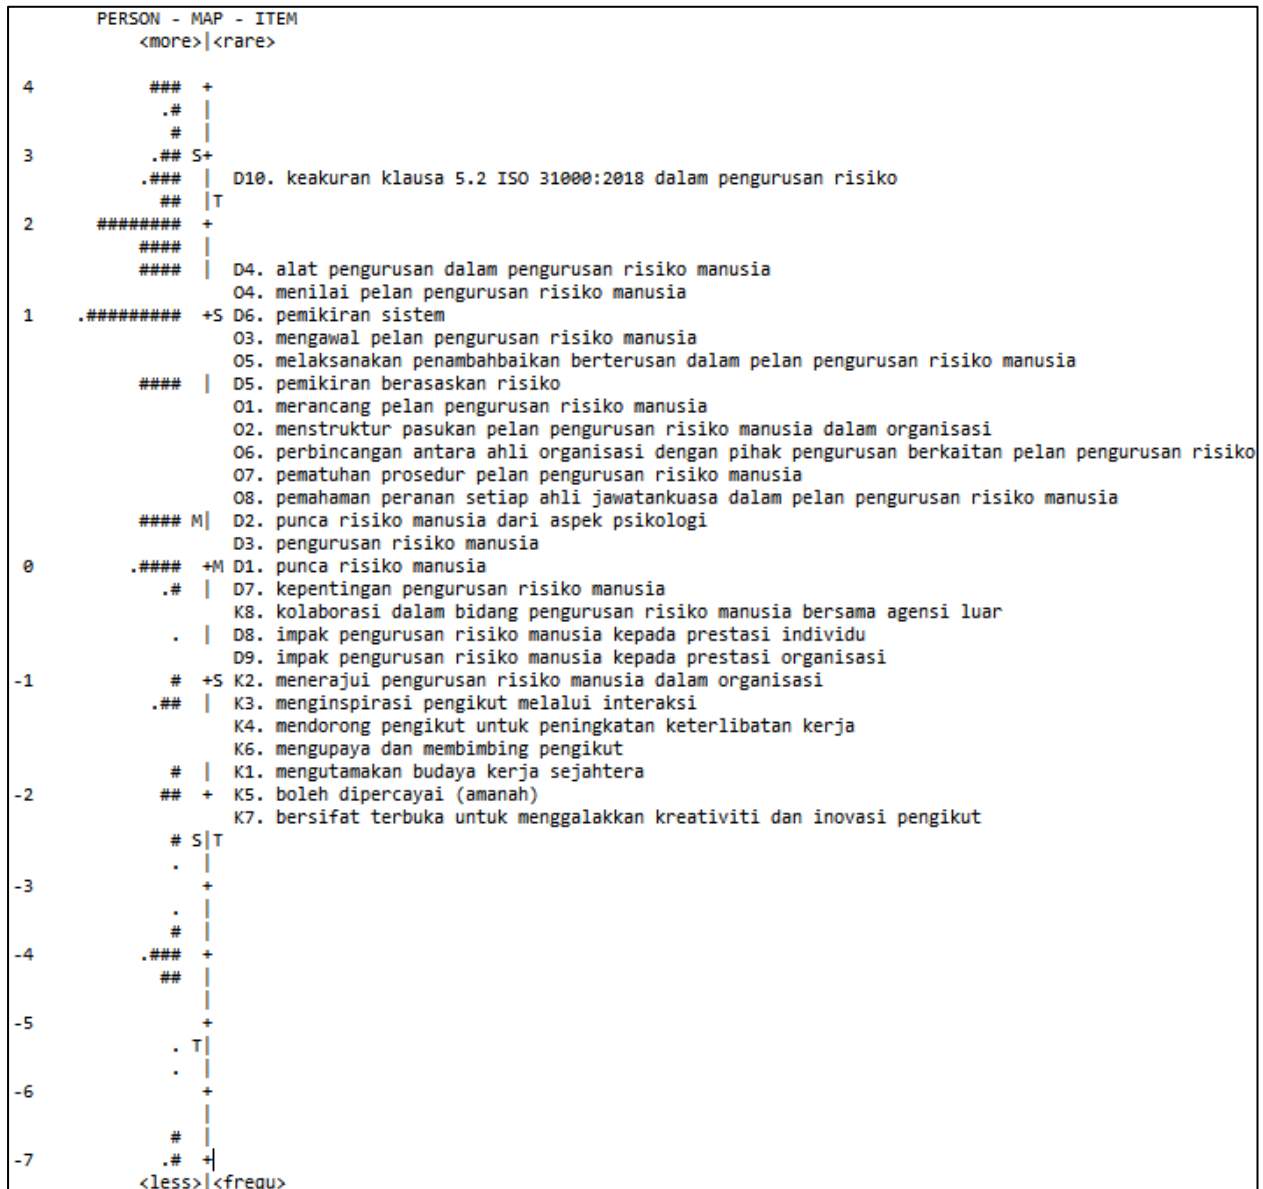 PERSON - MAP - ITEM
<more>|<rare>
4 ### +
.# |
# |
3 .## S+
.### | D10. keakuran klausa 5.2 ISO 31000:2018 dalam pengurusan risiko
## |T
2 ######## +
#### |
#### | D4. alat pengurusan dalam pengurusan risiko manusia
O4. menilai pelan pengurusan risiko manusia
1 .######### +S D6. pemikiran sistem
O3. mengawal pelan pengurusan risiko manusia
O5. melaksanakan penambahbaikan berterusan dalam pelan pengurusan risiko manusia
#### | D5. pemikiran berasaskan risiko
O1. merancang pelan pengurusan risiko manusia
O2. menstruktur pasukan pelan pengurusan risiko manusia dalam organisasi
O6. perbincangan antara ahli organisasi dengan pihak pengurusan berkaitan pelan pengurusan risiko
O7. pematuhan prosedur pelan pengurusan risiko manusia
O8. pemahaman peranan setiap ahli jawatankuasa dalam pelan pengurusan risiko manusia
#### M| D2. punca risiko manusia dari aspek psikologi
D3. pengurusan risiko manusia
0 .#### +M D1. punca risiko manusia
.# | D7. kepentingan pengurusan risiko manusia
K8. kolaborasi dalam bidang pengurusan risiko manusia bersama agensi luar
. | D8. impak pengurusan risiko manusia kepada prestasi individu
D9. impak pengurusan risiko manusia kepada prestasi organisasi
-1 # +S K2. menerajui pengurusan risiko manusia dalam organisasi
.## | K3. menginspirasi pengikut melalui interaksi
K4. mendorong pengikut untuk peningkatan keterlibatan kerja
K6. mengupaya dan membimbing pengikut
# | K1. mengutamakan budaya kerja sejahtera
-2 ## + K5. boleh dipercayai (amanah)
K7. bersifat terbuka untuk menggalakkan kreativiti dan inovasi pengikut
# S|T
. |
-3 +
. |
# |
-4 .### +
## |
|
-5 +
. T|
. |
-6 +
|
# |
-7 .# +
<less>|<frequ>